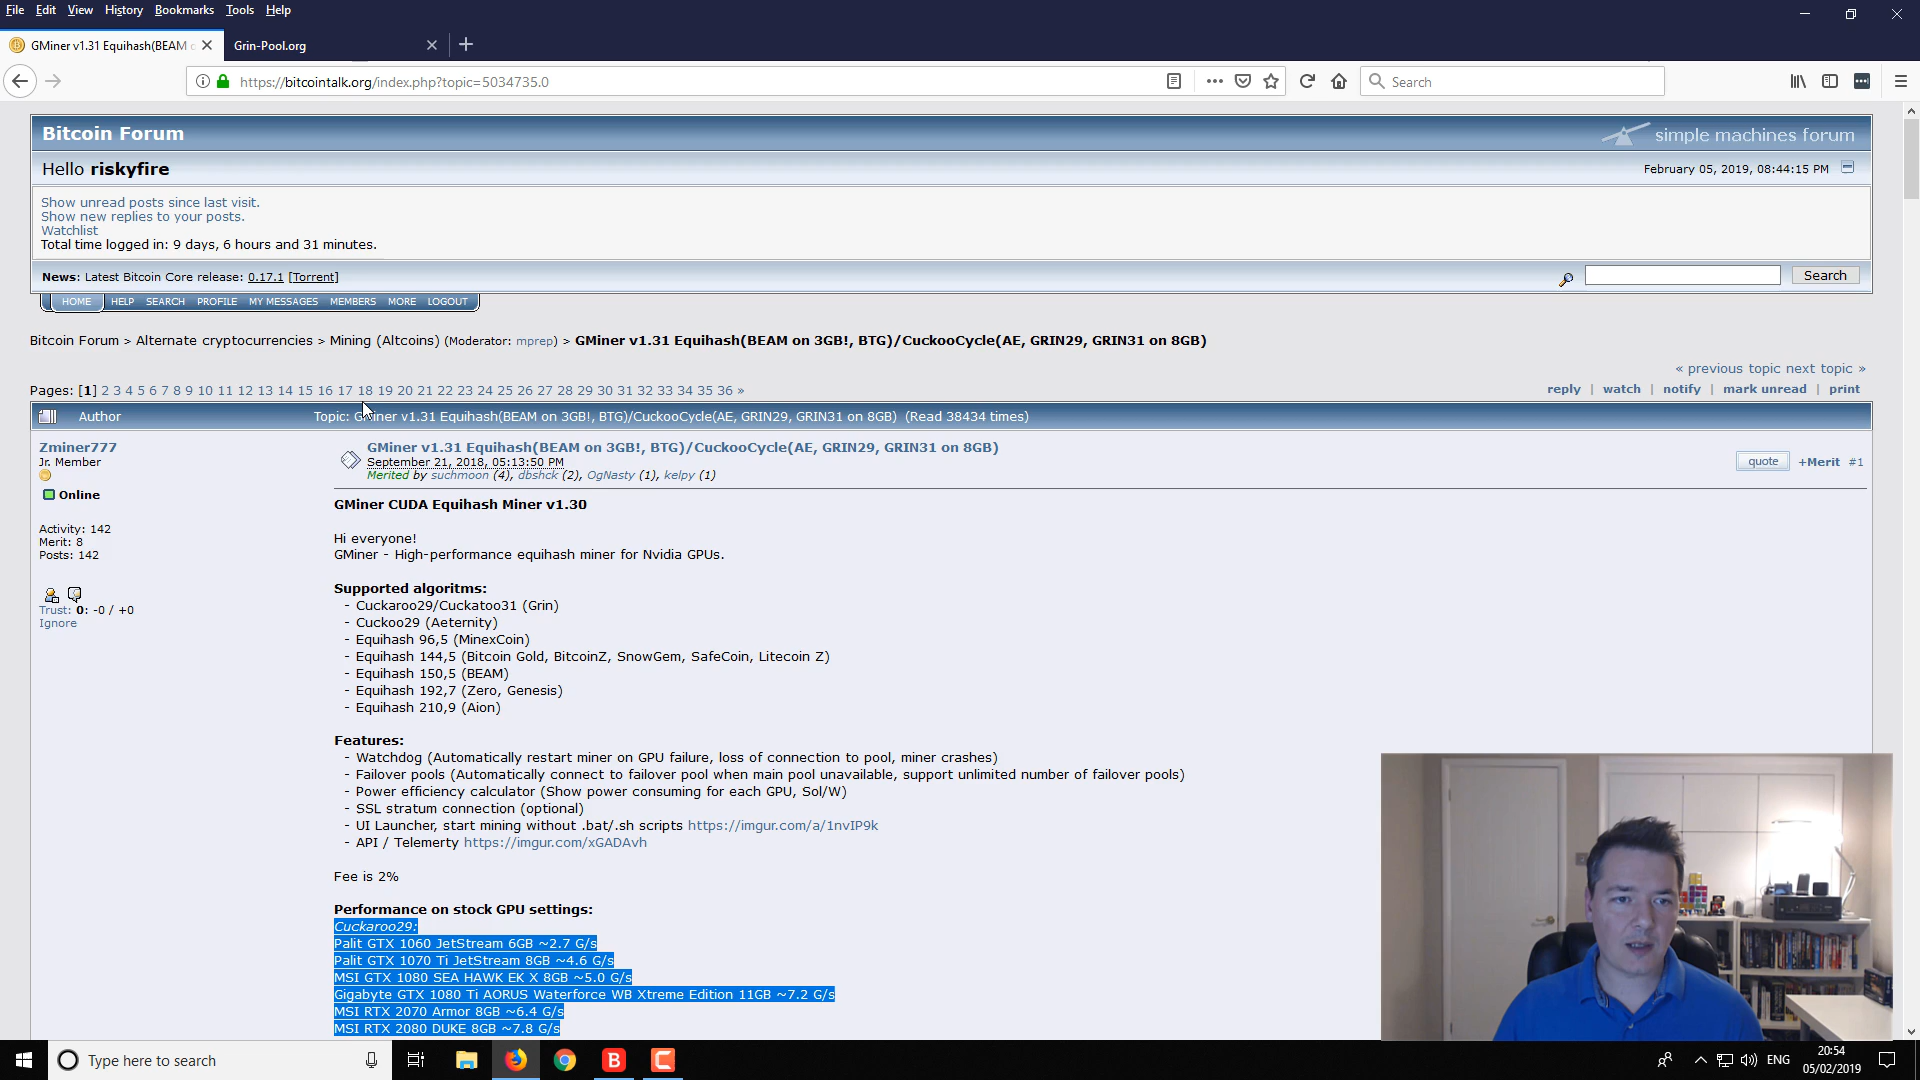 File Edit View History Bookmarks Tools Help
GMiner v1.31 Equihash(BEAM
Grin-Pool.org
https://bitcointalk.org/index.php?topic=5034735.0
Search
Bitcoin Forum
simple machines forum
Hello riskyfire
February 05, 2019, 08:44:15 PM
Show unread posts since last visit.
Show new replies to your posts.
Watchlist
Total time logged in: 9 days, 6 hours and 31 minutes.
News: Latest Bitcoin Core release: 0.17.1 [Torrent]
Search
HOME HELP SEARCH PROFILE MY MESSAGES MEMBERS MORE LOGOUT
Bitcoin Forum > Alternate cryptocurrencies > Mining (Altcoins) (Moderator: mprep) > GMiner v1.31 Equihash(BEAM on 3GB!, BTG)/CuckooCycle(AE, GRIN29, GRIN31 on 8GB)
« previous topic next topic »
Pages: [1] 2 3 4 5 6 7 8 9 10 11 12 13 14 15 16 17 18 19 20 21 22 23 24 25 26 27 28 29 30 31 32 33 34 35 36 »
reply | watch | notify | mark unread | print
Author
Topic: GMiner v1.31 Equihash(BEAM on 3GB!, BTG)/CuckooCycle(AE, GRIN29, GRIN31 on 8GB) (Read 38434 times)
Zminer777
Jr. Member
Online
Activity: 142
Merit: 8
Posts: 142
Trust: 0: -0 / +0
Ignore
GMiner v1.31 Equihash(BEAM on 3GB!, BTG)/CuckooCycle(AE, GRIN29, GRIN31 on 8GB)
September 21, 2018, 05:13:50 PM
Merited by suchmoon (4), dbshck (2), OgNasty (1), kelpy (1)
quote +Merit #1
GMiner CUDA Equihash Miner v1.30
Hi everyone!
GMiner - High-performance equihash miner for Nvidia GPUs.
Supported algoritms:
- Cuckaroo29/Cuckatoo31 (Grin)
- Cuckoo29 (Aeternity)
- Equihash 96,5 (MinexCoin)
- Equihash 144,5 (Bitcoin Gold, BitcoinZ, SnowGem, SafeCoin, Litecoin Z)
- Equihash 150,5 (BEAM)
- Equihash 192,7 (Zero, Genesis)
- Equihash 210,9 (Aion)
Features:
- Watchdog (Automatically restart miner on GPU failure, loss of connection to pool, miner crashes)
- Failover pools (Automatically connect to failover pool when main pool unavailable, support unlimited number of failover pools)
- Power efficiency calculator (Show power consuming for each GPU, Sol/W)
- SSL stratum connection (optional)
- UI Launcher, start mining without .bat/.sh scripts https://imgur.com/a/1nvIP9k
- API / Telemerty https://imgur.com/xGADAvh
Fee is 2%
Performance on stock GPU settings:
Cuckaroo29:
Palit GTX 1060 JetStream 6GB ~2.7 G/s
Palit GTX 1070 Ti JetStream 8GB ~4.6 G/s
MSI GTX 1080 SEA HAWK EK X 8GB ~5.0 G/s
Gigabyte GTX 1080 Ti AORUS Waterforce WB Xtreme Edition 11GB ~7.2 G/s
MSI RTX 2070 Armor 8GB ~6.4 G/s
MSI RTX 2080 DUKE 8GB ~7.8 G/s
Type here to search
B
C
ENG
20:54
05/02/2019